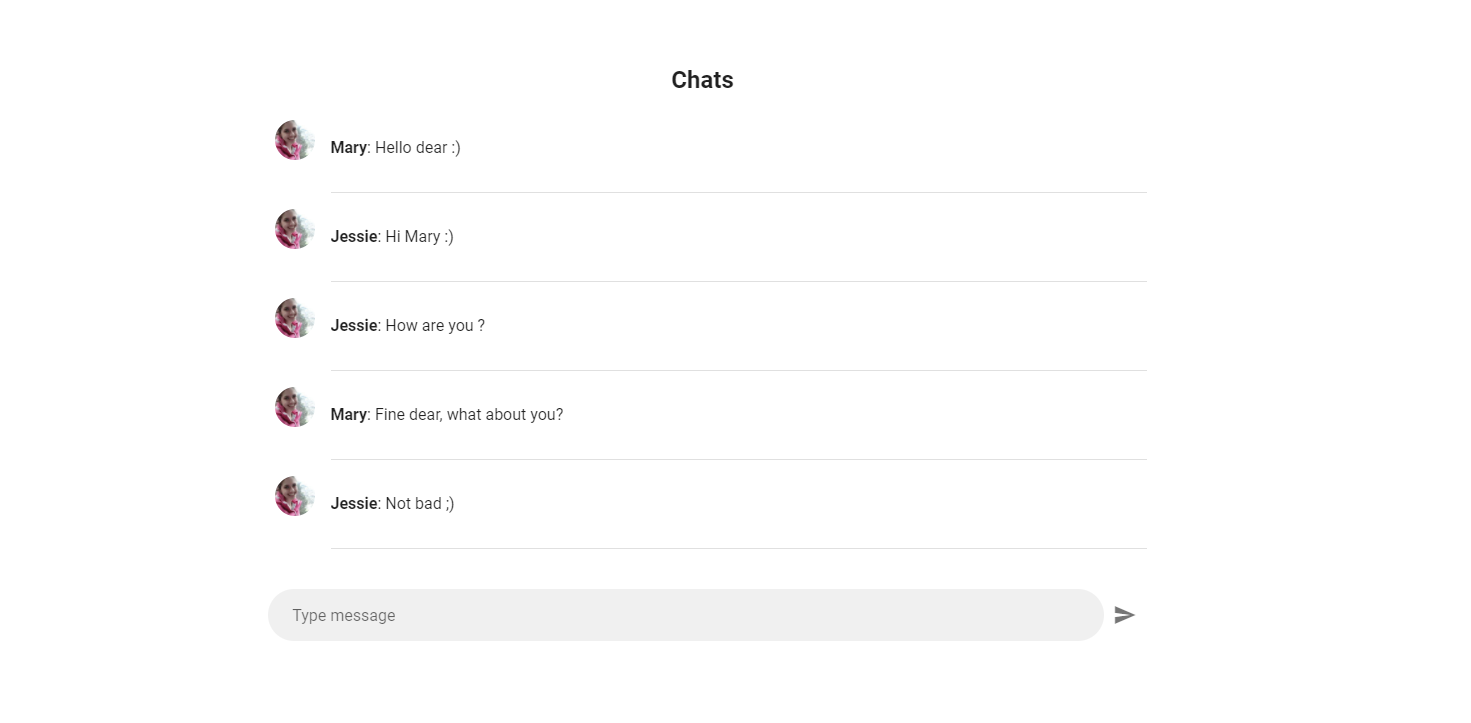 Chats
Mary: Hello dear :)
Jessie: Hi Mary :)
Jessie: How are you ?
Mary: Fine dear, what about you?
Jessie: Not bad ;)
Type message